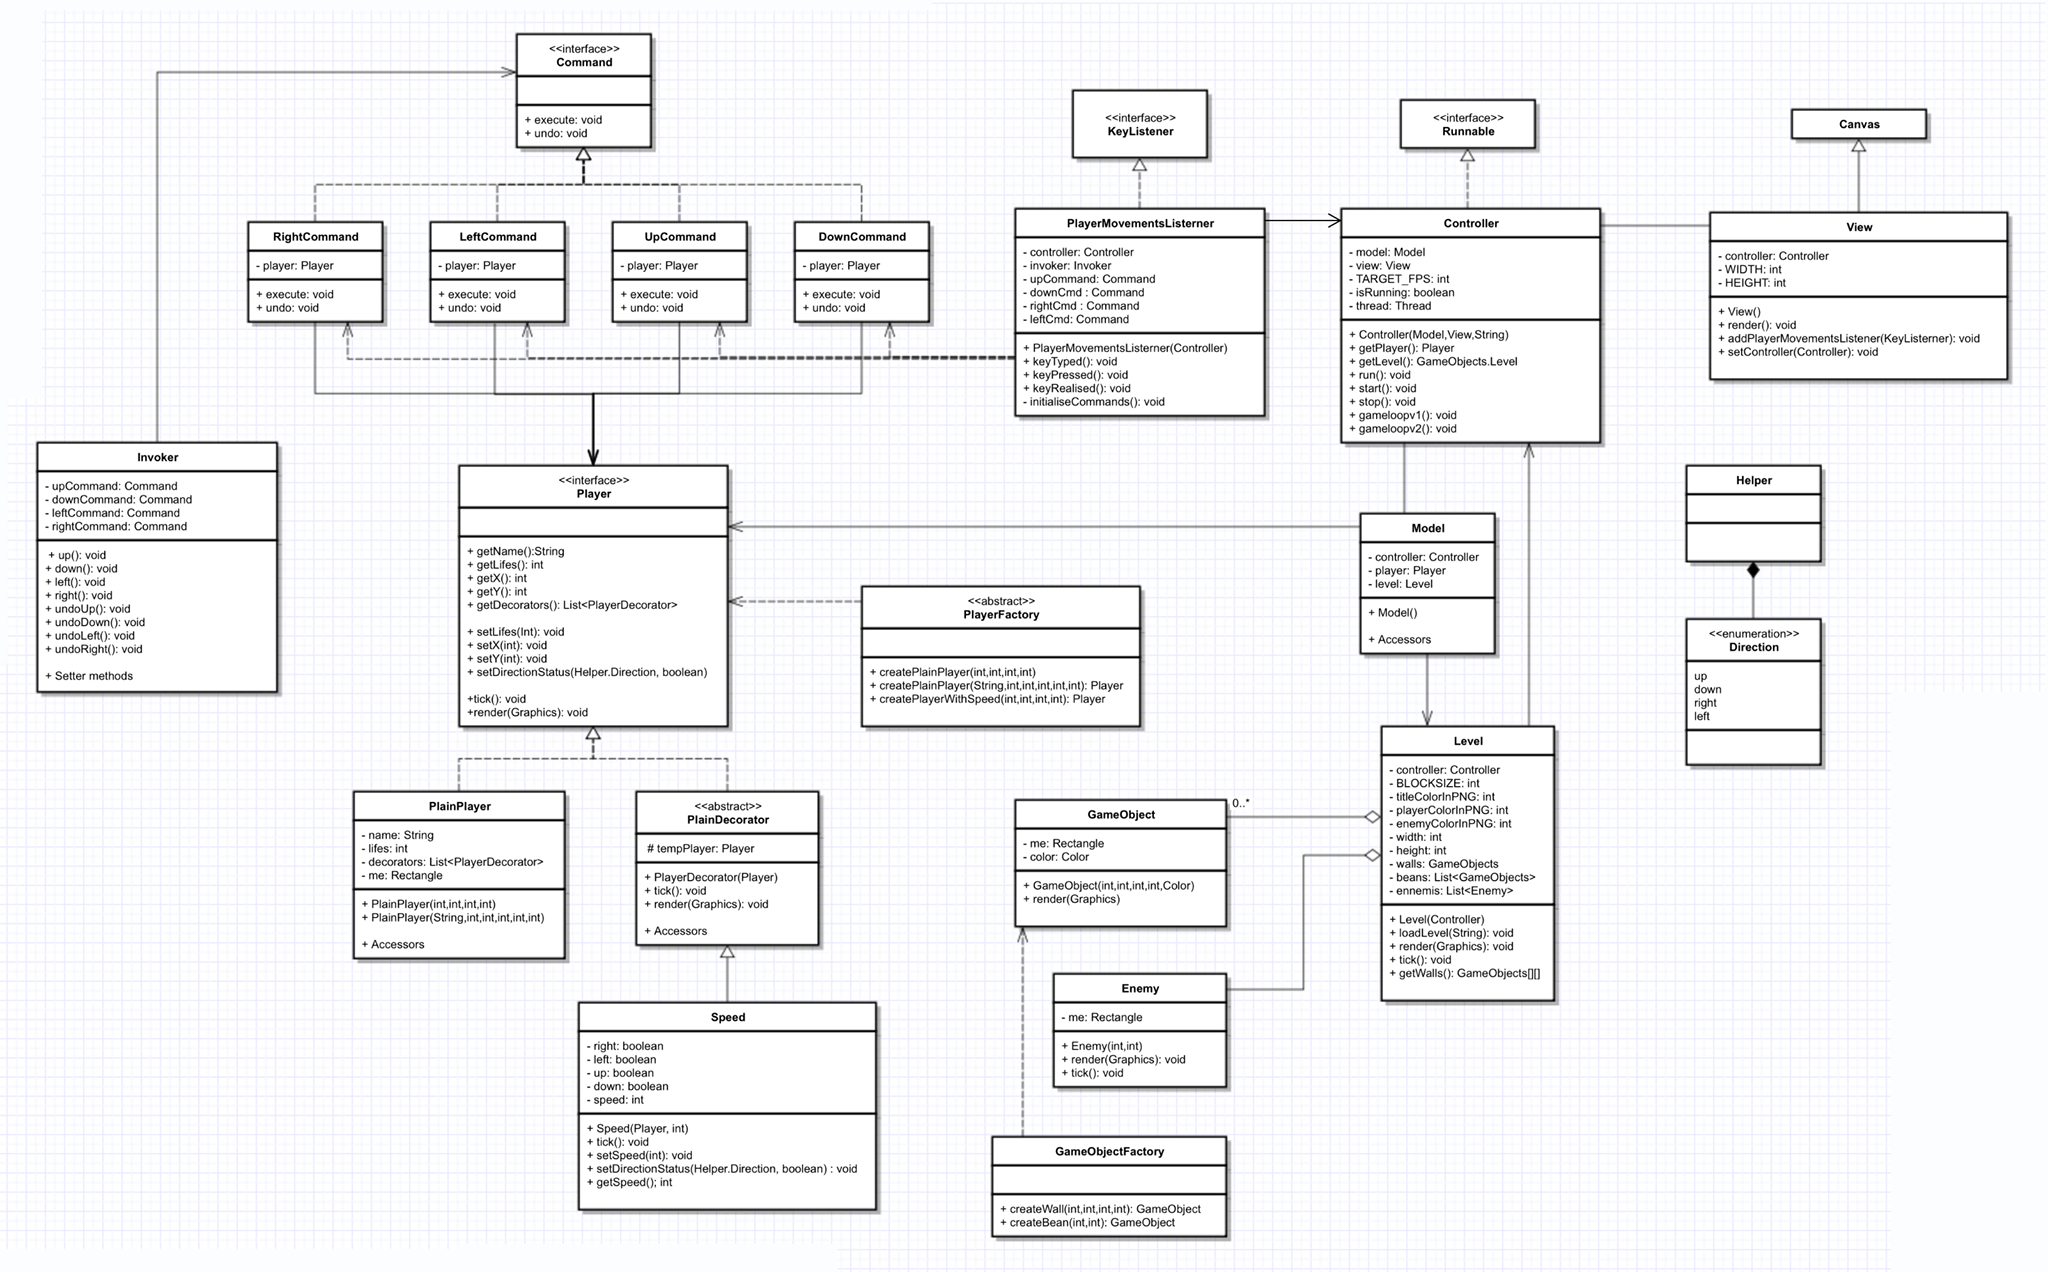 <<interface>>
Command
+ execute: void
+ undo: void
<<interface>>
KeyListener
<<interface>>
Runnable
Canvas
RightCommand
- player: Player
+ execute: void
+ undo: void
LeftCommand
- player: Player
+ execute: void
+ undo: void
UpCommand
- player: Player
+ execute: void
+ undo: void
DownCommand
- player: Player
+ execute: void
+ undo: void
PlayerMovementsListerner
- controller: Controller
- invoker: Invoker
- upCommand: Command
- downCmd : Command
- rightCmd : Command
- leftCmd: Command
+ PlayerMovementsListerner(Controller)
+ keyTyped(): void
+ keyPressed(): void
+ keyRealised(): void
- initialiseCommands(): void
Controller
- model: Model
- view: View
- TARGET_FPS: int
- isRunning: boolean
- thread: Thread
+ Controller(Model,View,String)
+ getPlayer(): Player
+ getLevel(): GameObjects.Level
+ run(): void
+ start(): void
+ stop(): void
+ gameloopv1(): void
+ gameloopv2(): void
View
- controller: Controller
- WIDTH: int
- HEIGHT: int
+ View()
+ render(): void
+ addPlayerMovementsListener(KeyListerner): void
+ setController(Controller): void
Invoker
- upCommand: Command
- downCommand: Command
- leftCommand: Command
- rightCommand: Command
+ up(): void
+ down(): void
+ left(): void
+ right(): void
+ undoUp(): void
+ undoDown(): void
+ undoLeft(): void
+ undoRight(): void
+ Setter methods
<<interface>>
Player
+ getName():String
+ getLifes(): int
+ getX(): int
+ getY(): int
+ getDecorators(): List<PlayerDecorator>
+ setLifes(Int): void
+ setX(int): void
+ setY(int): void
+ setDirectionStatus(Helper.Direction, boolean)
+tick(): void
+render(Graphics): void
<<abstract>>
PlayerFactory
+ createPlainPlayer(int,int,int,int)
+ createPlainPlayer(String,int,int,int,int,int): Player
+ createPlayerWithSpeed(int,int,int,int): Player
Model
- controller: Controller
- player: Player
- level: Level
+ Model()
+ Accessors
Helper
<<enumeration>>
Direction
up
down
right
left
Level
- controller: Controller
- BLOCKSIZE: int
- titleColorInPNG: int
- playerColorInPNG: int
- enemyColorInPNG: int
- width: int
- height: int
- walls: GameObjects
- beans: List<GameObjects>
- ennemis: List<Enemy>
+ Level(Controller)
+ loadLevel(String): void
+ render(Graphics): void
+ tick(): void
+ getWalls(): GameObjects[][]
PlainPlayer
- name: String
- lifes: int
- decorators: List<PlayerDecorator>
- me: Rectangle
+ PlainPlayer(int,int,int,int)
+ PlainPlayer(String,int,int,int,int,int)
+ Accessors
<<abstract>>
PlainDecorator
# tempPlayer: Player
+ PlayerDecorator(Player)
+ tick(): void
+ render(Graphics): void
+ Accessors
0..*
GameObject
- me: Rectangle
- color: Color
+ GameObject(int,int,int,int,Color)
+ render(Graphics)
Enemy
- me: Rectangle
+ Enemy(int,int)
+ render(Graphics): void
+ tick(): void
Speed
- right: boolean
- left: boolean
- up: boolean
- down: boolean
- speed: int
+ Speed(Player, int)
+ tick(): void
+ setSpeed(int): void
+ setDirectionStatus(Helper.Direction, boolean) : void
+ getSpeed(); int
GameObjectFactory
+ createWall(int,int,int,int): GameObject
+ createBean(int,int): GameObject